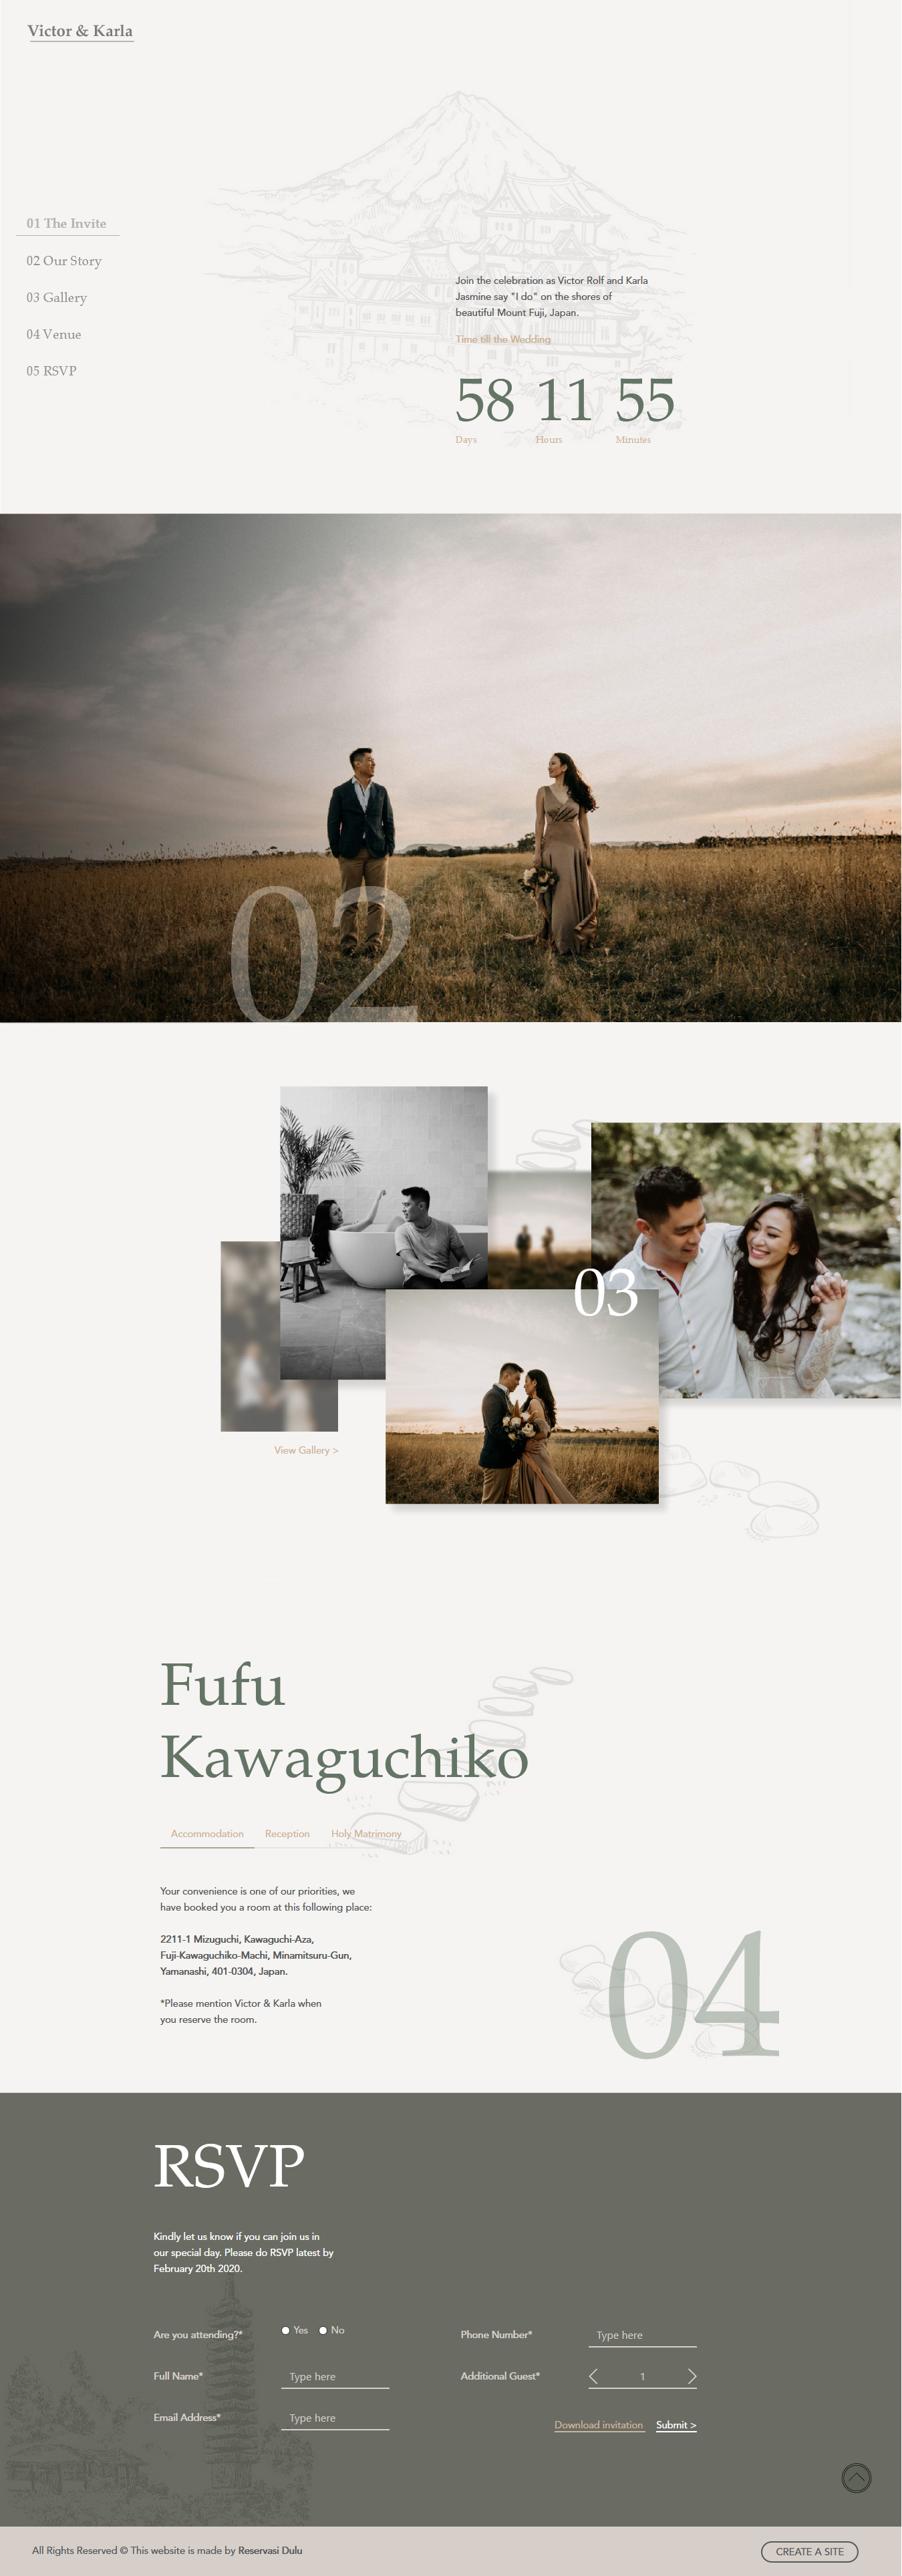 Victor & Karla
01 The Invite
02 Our Story
03 Gallery
04 Venue
05 RSVP
Join the celebration as Victor Rolf and Karla
Jasmine say "I do" on the shores of
beautiful Mount Fuji, Japan.
Time till the Wedding
58 11 55
Days Hours Minutes
02
03
View Gallery >
Fufu
Kawaguchiko
Accommodation Reception Holy Matrimony
Your convenience is one of our priorities, we
have booked you a room at this following place:
2211-1 Mizuguchi, Kawaguchi-Aza,
Fuji-Kawaguchiko-Machi, Minamitsuru-Gun,
Yamanashi, 401-0304, Japan.
*Please mention Victor & Karla when
you reserve the room.
04
RSVP
Kindly let us know if you can join us in
our special day. Please do RSVP latest by
February 20th 2020.
Are you attending?* Yes No
Full Name* Type here
Email Address* Type here
Phone Number* Type here
Additional Guest* 1
Download invitation Submit >
All Rights Reserved © This website is made by Reservasi Dulu
CREATE A SITE